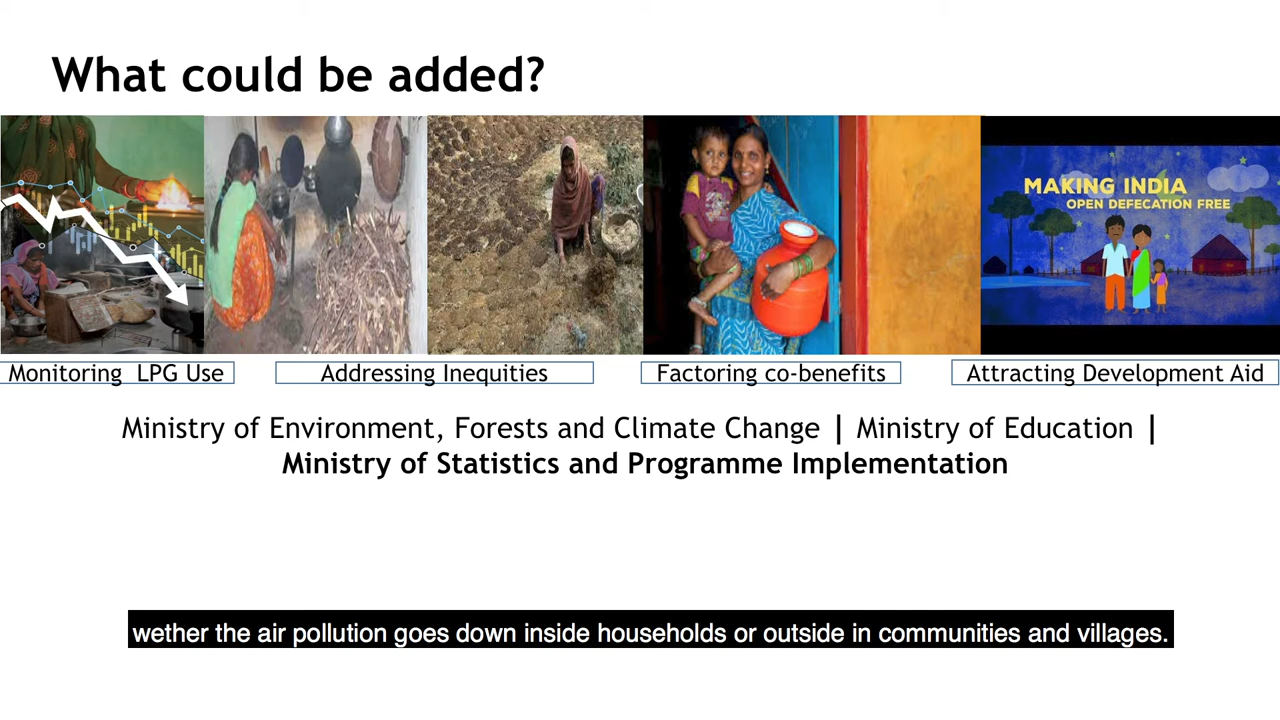 What could be added?
MAKING INDIA
OPEN DEFECATION FREE
Monitoring LPG Use
Addressing Inequities
Factoring co-benefits
Attracting Development Aid
Ministry of Environment, Forests and Climate Change | Ministry of Education |
Ministry of Statistics and Programme Implementation
wether the air pollution goes down inside households or outside in communities and villages.